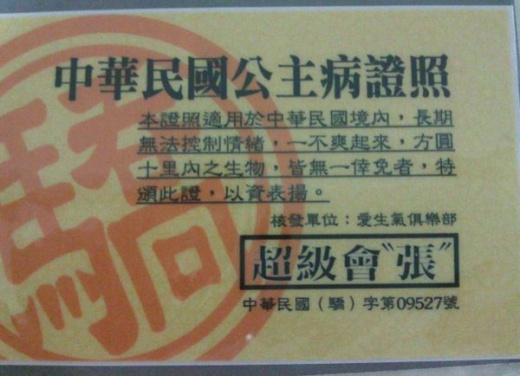 中華民國公主病證照
本證照適用於中華民國境內，長期
無法控制情緒，一不爽起來，方圓
十里內之生物，皆無一倖免者，特
頒此證，以資表揚。
核發單位：愛生氣俱樂部
超級會〝張〞
中華民國（驕）字第09527號
驕